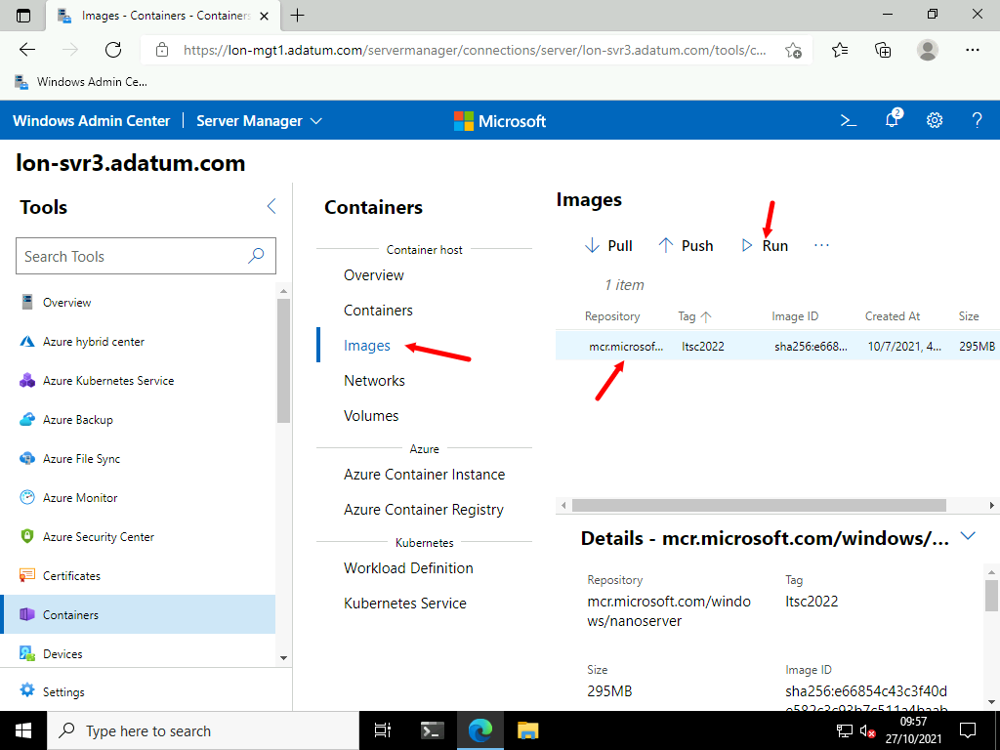 Images - Containers - Containers
https://lon-mgt1.adatum.com/servermanager/connections/server/lon-svr3.adatum.com/tools/c...
Windows Admin Ce...
Windows Admin Center
Server Manager
Microsoft
2
lon-svr3.adatum.com
Tools
Search Tools
Overview
Azure hybrid center
Azure Kubernetes Service
Azure Backup
Azure File Sync
Azure Monitor
Azure Security Center
Certificates
Containers
Devices
Settings
Containers
Container host
Overview
Containers
Images
Networks
Volumes
Azure
Azure Container Instance
Azure Container Registry
Kubernetes
Workload Definition
Kubernetes Service
Images
Pull Push Run ...
1 item
Repository Tag Image ID Created At Size
mcr.microsof... ltsc2022 sha256:e668... 10/7/2021, 4... 295MB
Details - mcr.microsoft.com/windows/...
Repository
mcr.microsoft.com/windo
ws/nanoserver
Tag
ltsc2022
Size
295MB
Image ID
sha256:e66854c43c3f40d
Type here to search
09:57
27/10/2021